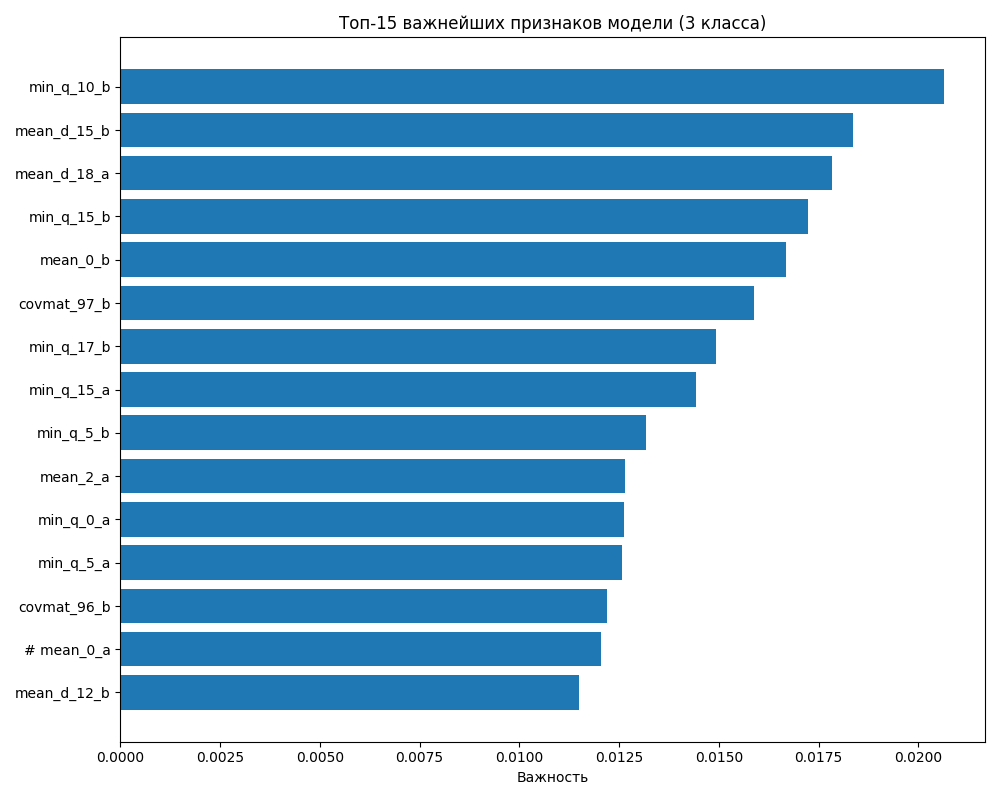 Топ-15 важнейших признаков модели (3 класса)
min_q_10_b
mean_d_15_b
mean_d_18_a
min_q_15_b
mean_0_b
covmat_97_b
min_q_17_b
min_q_15_a
min_q_5_b
mean_2_a
min_q_0_a
min_q_5_a
covmat_96_b
# mean_0_a
mean_d_12_b
0.0000 0.0025 0.0050 0.0075 0.0100 0.0125 0.0150 0.0175 0.0200
Важность